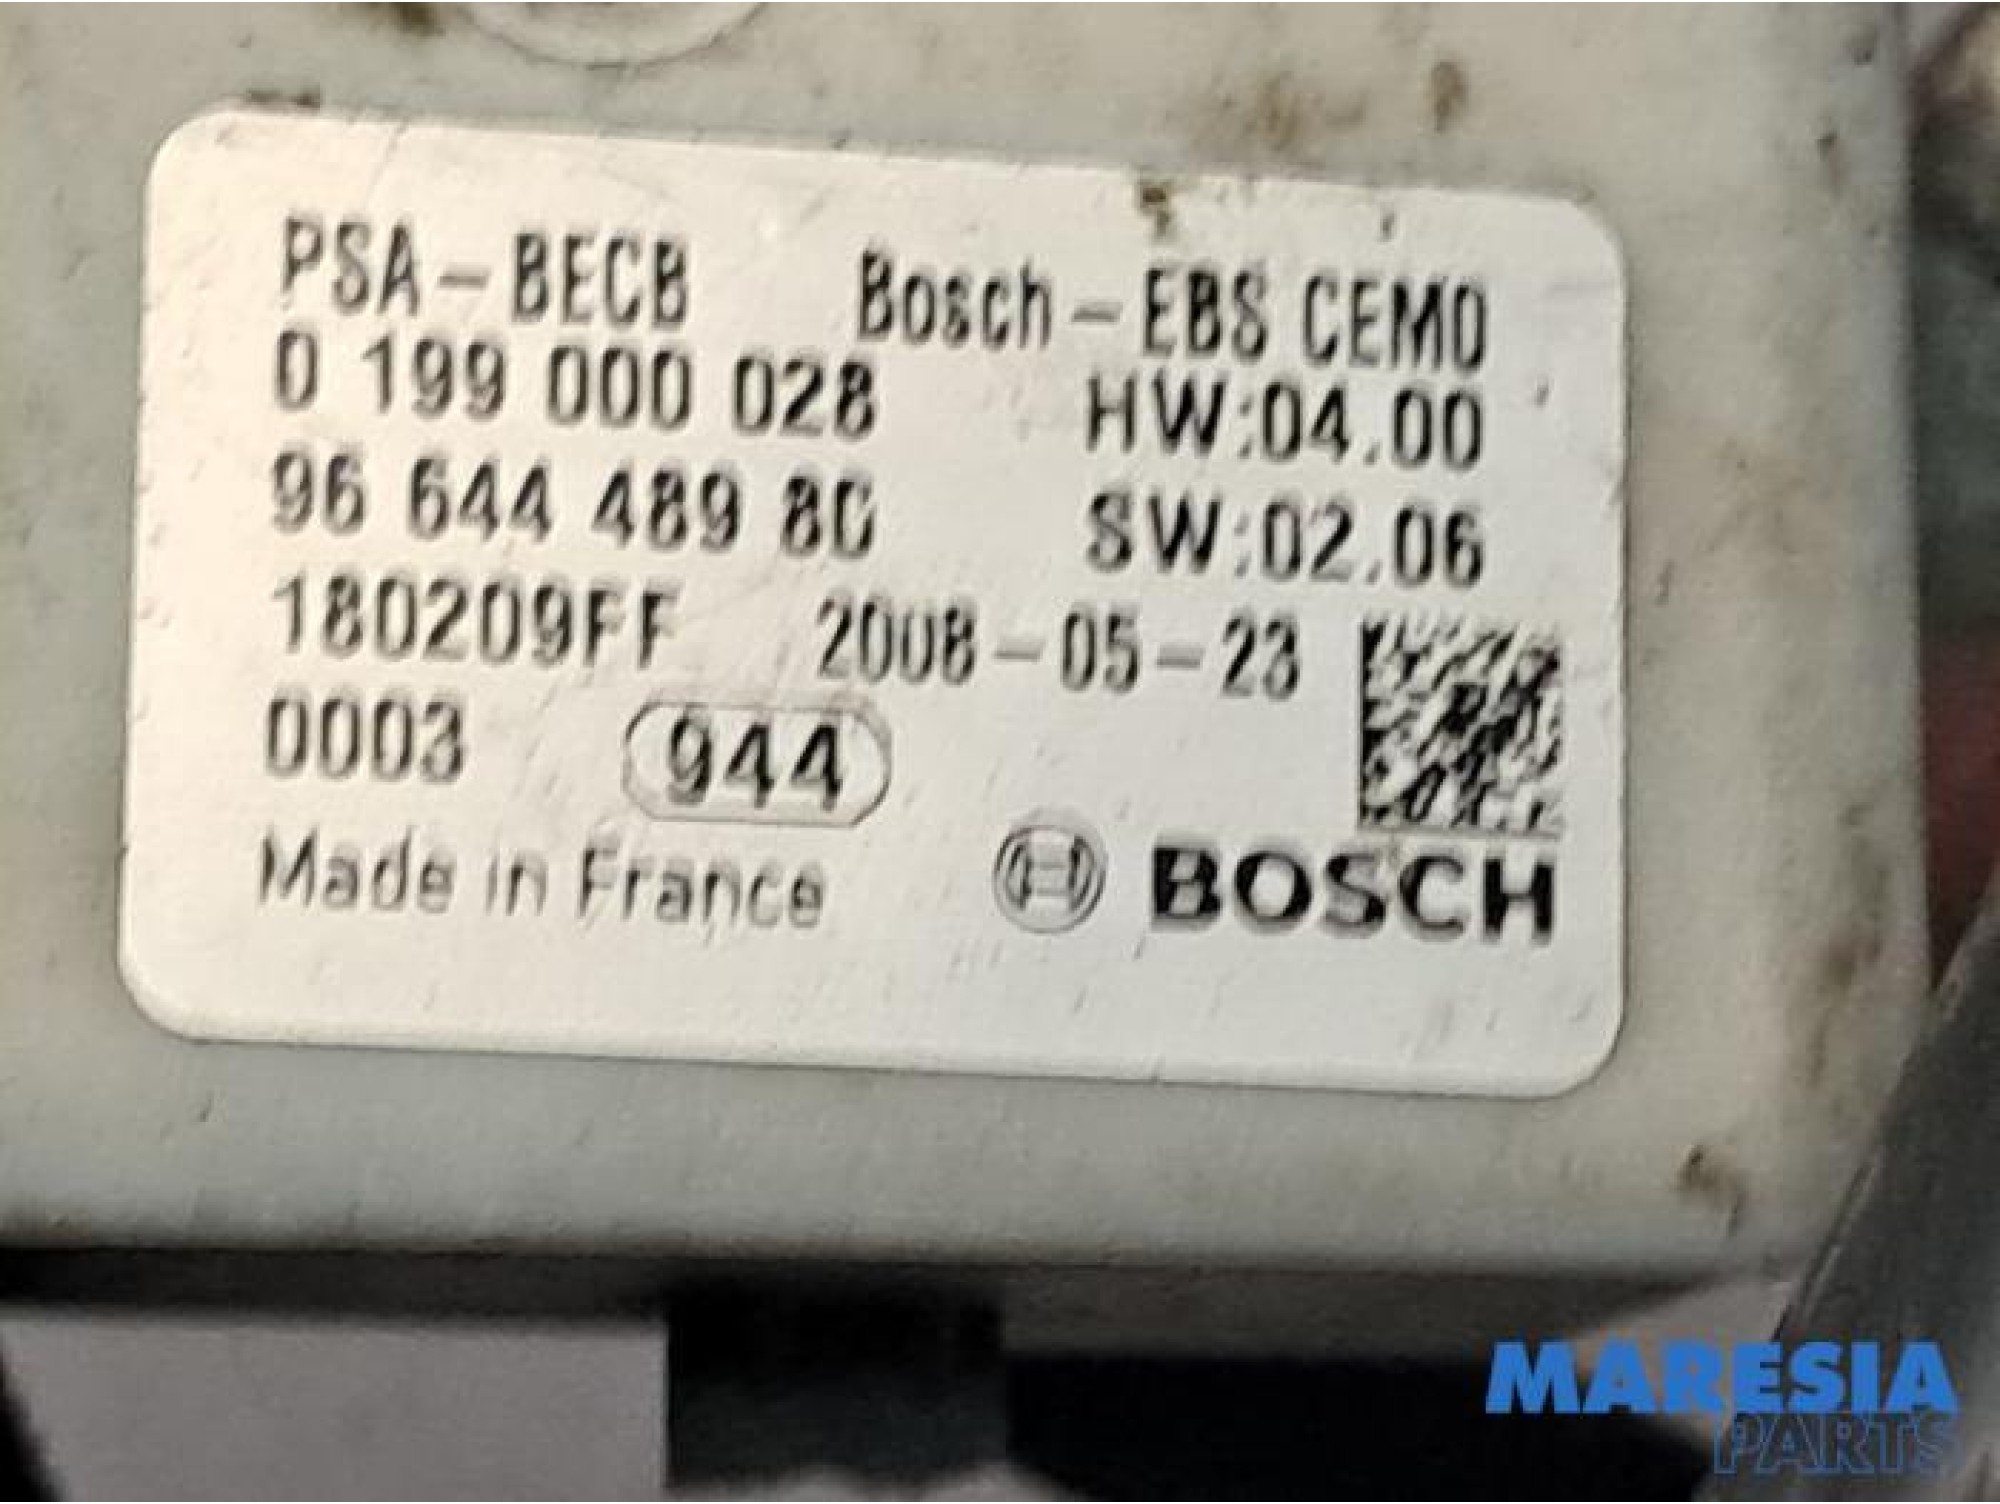 PSA-BECB Bosch-EBS CEM0
0 199 000 028 HW:04.00
96 644 489 80 SW:02.06
180209FF 2008-05-23
0003 944
Made in France BOSCH
MARESIA
PARTS